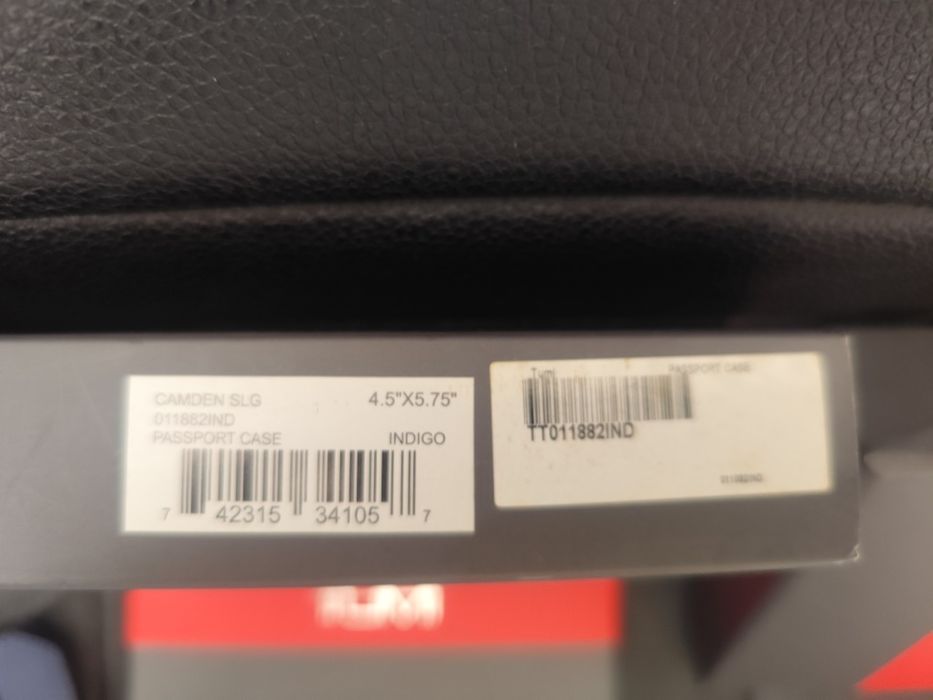 CAMDEN SLG 4.5"X5.75"
011882IND
PASSPORT CASE INDIGO
7 42315 34105 7
Tumi PASSPORT CASE
TT011882IND
011882IND
TUMI